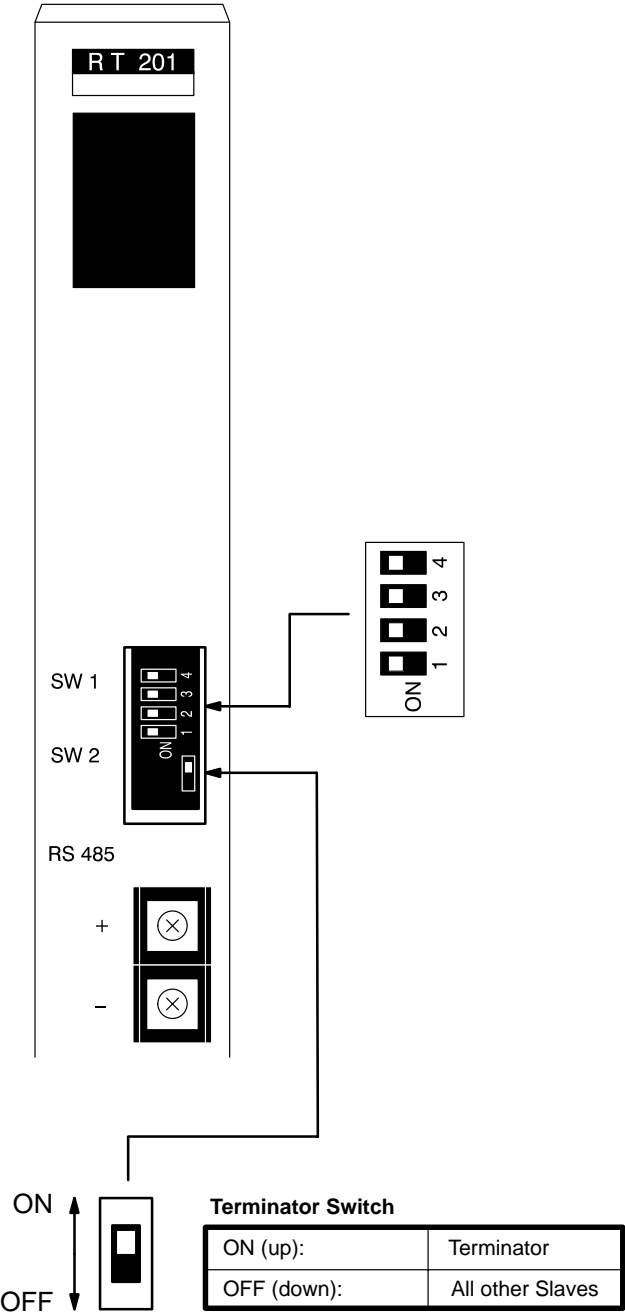 R T 201
4
3
2
1
ON
SW 1
4
3
2
1
ON
SW 2
RS 485
+
–
ON
OFF
Terminator Switch
ON (up): Terminator
OFF (down): All other Slaves